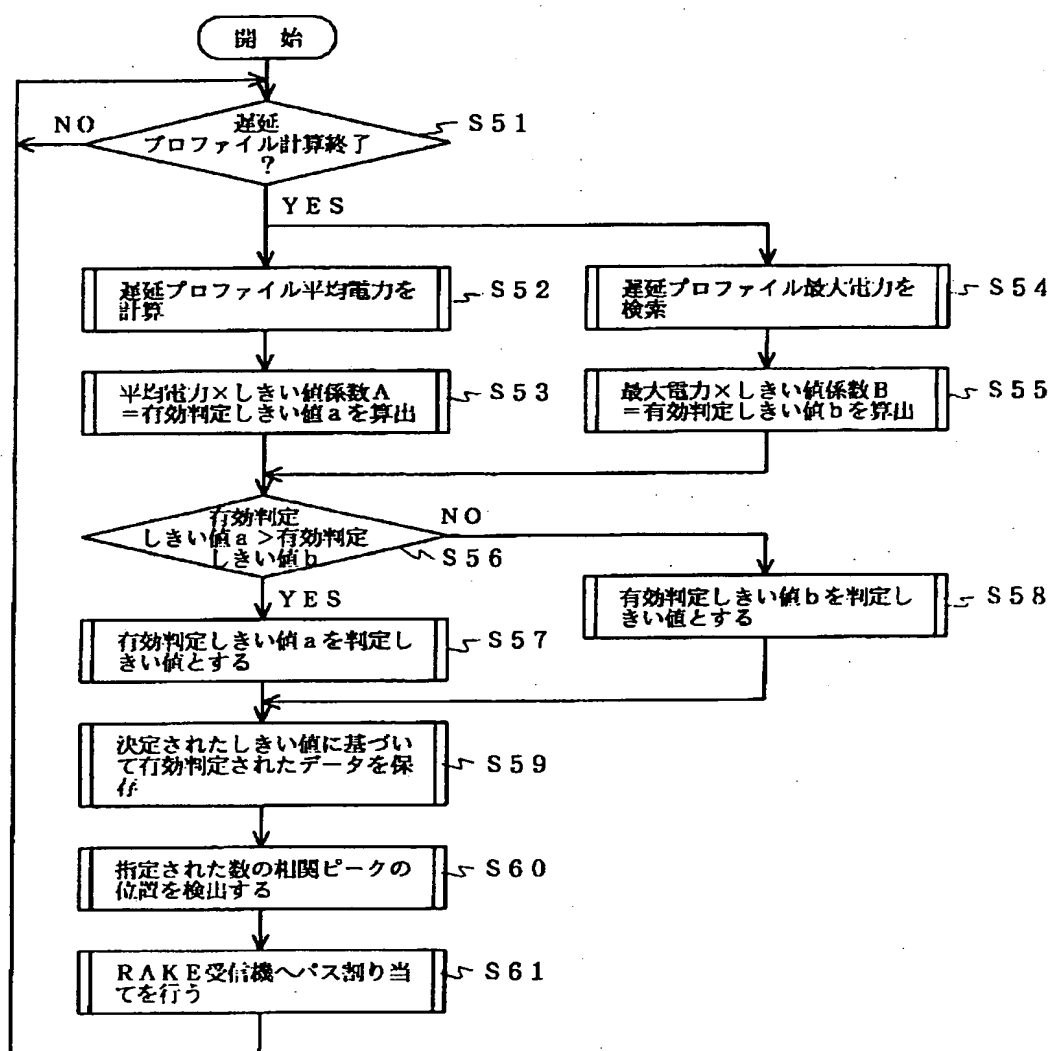 開 始
NO
遅延
プロファイル計算終了
?
S51
YES
遅延プロファイル平均電力を
計算
S52
遅延プロファイル最大電力を
検索
S54
平均電力×しきい値係数A
=有効判定しきい値aを算出
S53
最大電力×しきい値係数B
=有効判定しきい値bを算出
S55
有効判定
しきい値a>有効判定
しきい値b
NO
S56
YES
有効判定しきい値bを判定し
きい値とする
S58
有効判定しきい値aを判定し
きい値とする
S57
決定されたしきい値に基づい
て有効判定されたデータを保
存
S59
指定された数の相関ピークの
位置を検出する
S60
RAKE受信機へパス割り当
てを行う
S61